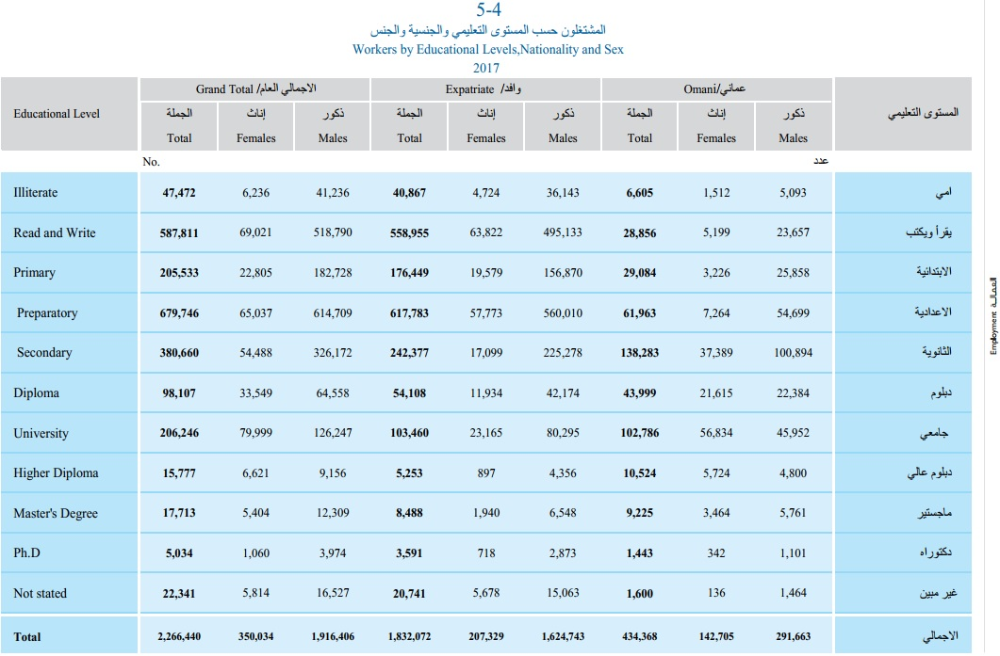 5-4
المشتغلون حسب المستوى التعليمي والجنسية والجنس
Workers by Educational Levels,Nationality and Sex
2017
Educational Level Grand Total /الاجمالي العام Expatriate /وافد Omani/عماني المستوى التعليمي
الجملة إناث ذكور الجملة إناث ذكور الجملة إناث ذكور
Total Females Males Total Females Males Total Females Males
No. عدد
Illiterate 47,472 6,236 41,236 40,867 4,724 36,143 6,605 1,512 5,093 امي
Read and Write 587,811 69,021 518,790 558,955 63,822 495,133 28,856 5,199 23,657 يقرأ ويكتب
Primary 205,533 22,805 182,728 176,449 19,579 156,870 29,084 3,226 25,858 الابتدائية
Preparatory 679,746 65,037 614,709 617,783 57,773 560,010 61,963 7,264 54,699 الاعدادية
Secondary 380,660 54,488 326,172 242,377 17,099 225,278 138,283 37,389 100,894 الثانوية
Diploma 98,107 33,549 64,558 54,108 11,934 42,174 43,999 21,615 22,384 دبلوم
University 206,246 79,999 126,247 103,460 23,165 80,295 102,786 56,834 45,952 جامعي
Higher Diploma 15,777 6,621 9,156 5,253 897 4,356 10,524 5,724 4,800 دبلوم عالي
Master's Degree 17,713 5,404 12,309 8,488 1,940 6,548 9,225 3,464 5,761 ماجستير
Ph.D 5,034 1,060 3,974 3,591 718 2,873 1,443 342 1,101 دكتوراه
Not stated 22,341 5,814 16,527 20,741 5,678 15,063 1,600 136 1,464 غير مبين
Total 2,266,440 350,034 1,916,406 1,832,072 207,329 1,624,743 434,368 142,705 291,663 الاجمالي
Employment العمالــة